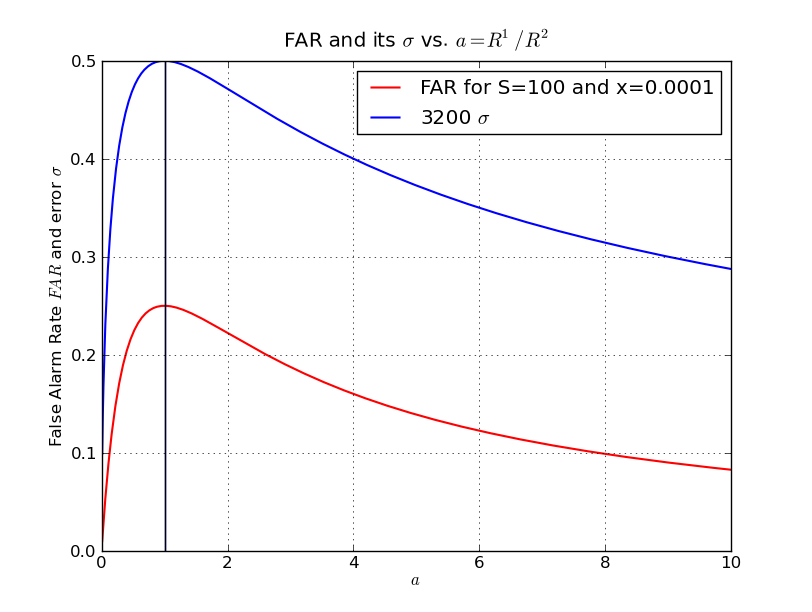 FAR and its σ vs. a=R¹/R²
FAR for S=100 and x=0.0001
3200 σ
False Alarm Rate FAR and error σ
0.5
0.4
0.3
0.2
0.1
0.0
0 2 4 6 8 10
a